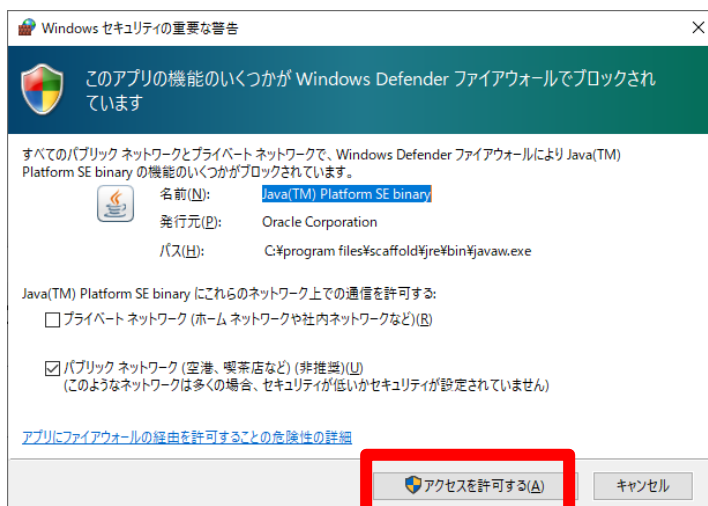 Windows セキュリティの重要な警告
このアプリの機能のいくつかが Windows Defender ファイアウォールでブロックされ
ています
すべてのパブリック ネットワークとプライベート ネットワークで、Windows Defender ファイアウォールにより Java(TM)
Platform SE binary の機能のいくつかがブロックされています。
名前(N): Java(TM) Platform SE binary
発行元(P): Oracle Corporation
パス(H): C:¥program files¥scaffold¥jre¥bin¥javaw.exe
Java(TM) Platform SE binary にこれらのネットワーク上での通信を許可する:
プライベート ネットワーク (ホーム ネットワークや社内ネットワークなど)(R)
パブリック ネットワーク (空港、喫茶店など) (非推奨)(U)
(このようなネットワークは多くの場合、セキュリティが低いかセキュリティが設定されていません)
アプリにファイアウォールの経由を許可することの危険性の詳細
アクセスを許可する(A) キャンセル